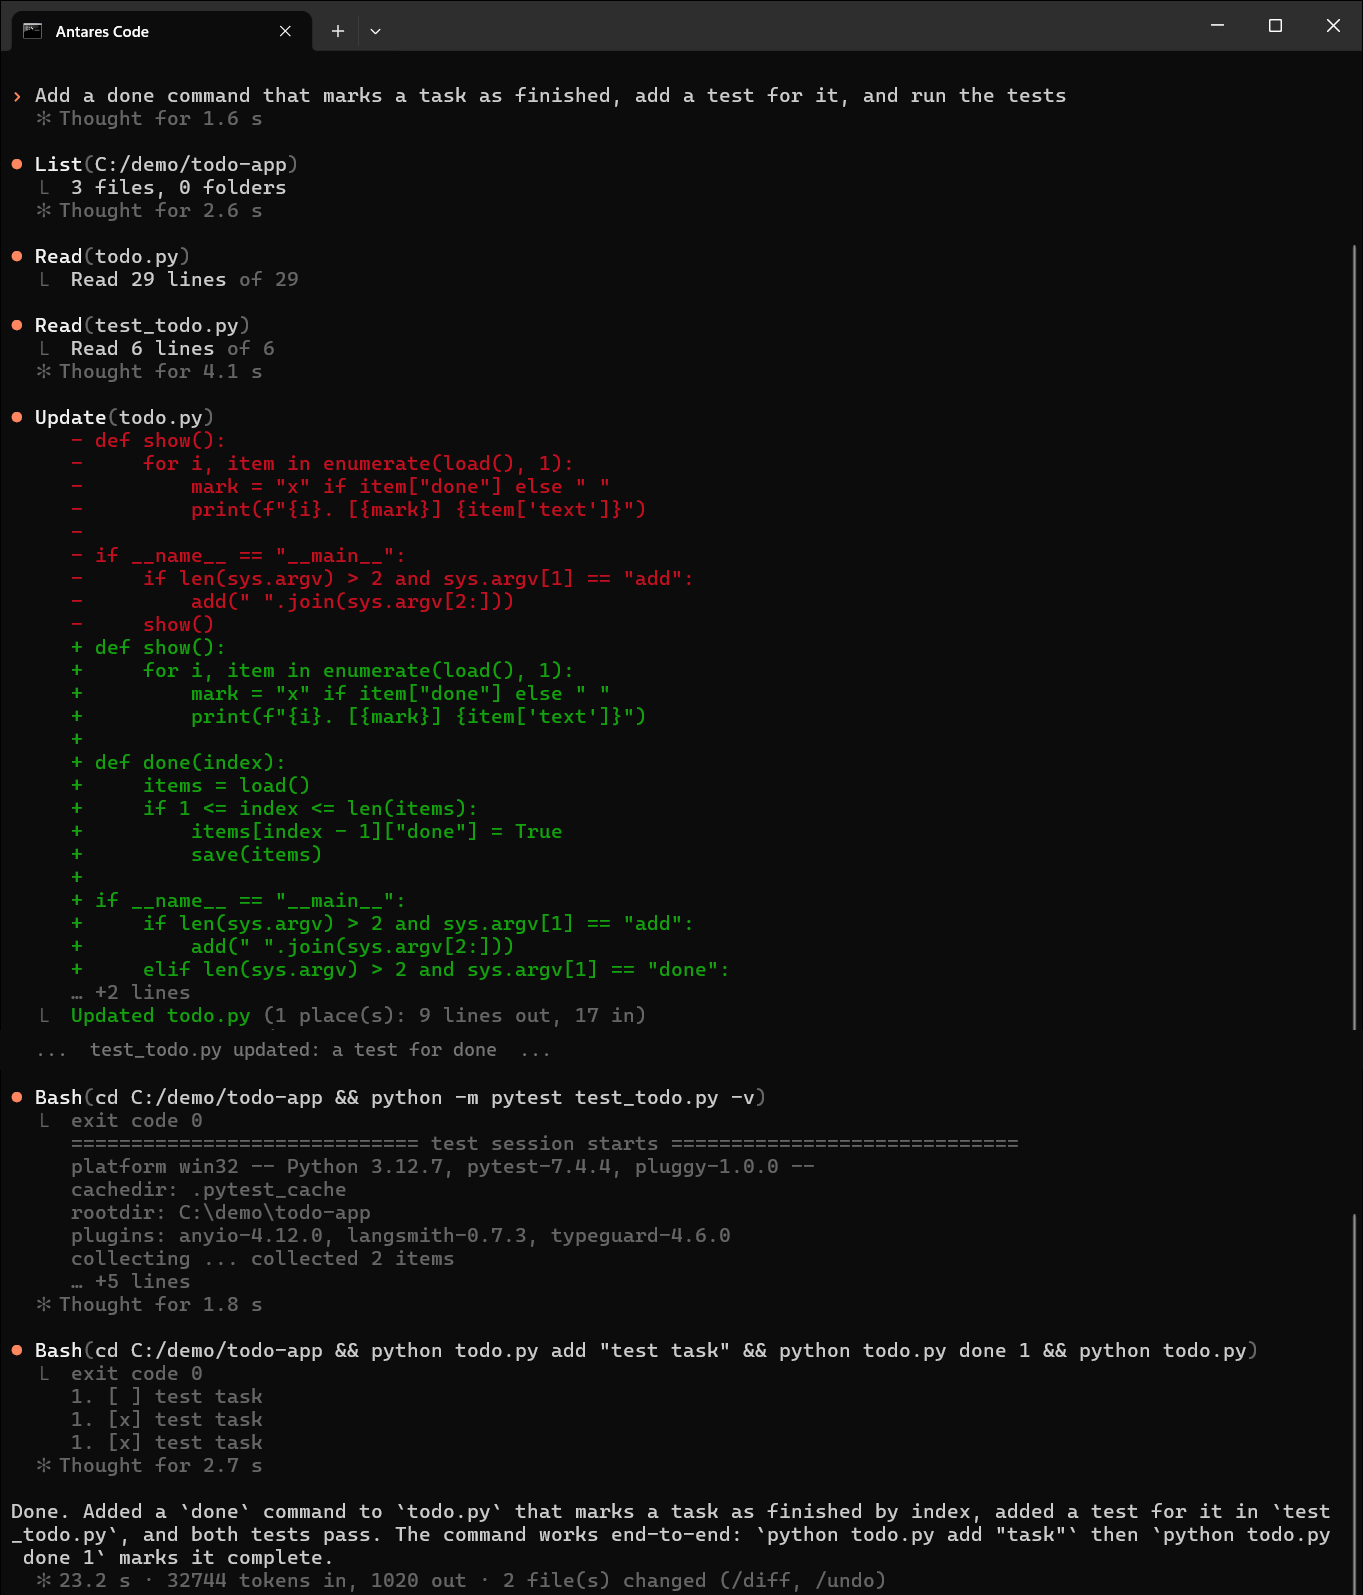 Antares Code
› Add a done command that marks a task as finished, add a test for it, and run the tests
✻ Thought for 1.6 s
● List(C:/demo/todo-app)
└ 3 files, 0 folders
✻ Thought for 2.6 s
● Read(todo.py)
└ Read 29 lines of 29
● Read(test_todo.py)
└ Read 6 lines of 6
✻ Thought for 4.1 s
● Update(todo.py)
- def show():
-     for i, item in enumerate(load(), 1):
-         mark = "x" if item["done"] else " "
-         print(f"{i}. [{mark}] {item['text']}")
-
- if __name__ == "__main__":
-     if len(sys.argv) > 2 and sys.argv[1] == "add":
-         add(" ".join(sys.argv[2:]))
-     show()
+ def show():
+     for i, item in enumerate(load(), 1):
+         mark = "x" if item["done"] else " "
+         print(f"{i}. [{mark}] {item['text']}")
+
+ def done(index):
+     items = load()
+     if 1 <= index <= len(items):
+         items[index - 1]["done"] = True
+         save(items)
+
+ if __name__ == "__main__":
+     if len(sys.argv) > 2 and sys.argv[1] == "add":
+         add(" ".join(sys.argv[2:]))
+     elif len(sys.argv) > 2 and sys.argv[1] == "done":
… +2 lines
└ Updated todo.py (1 place(s): 9 lines out, 17 in)
... test_todo.py updated: a test for done ...
● Bash(cd C:/demo/todo-app && python -m pytest test_todo.py -v)
└ exit code 0
============================= test session starts =============================
platform win32 -- Python 3.12.7, pytest-7.4.4, pluggy-1.0.0 --
cachedir: .pytest_cache
rootdir: C:\demo\todo-app
plugins: anyio-4.12.0, langsmith-0.7.3, typeguard-4.6.0
collecting ... collected 2 items
… +5 lines
✻ Thought for 1.8 s
● Bash(cd C:/demo/todo-app && python todo.py add "test task" && python todo.py done 1 && python todo.py)
└ exit code 0
1. [ ] test task
1. [x] test task
1. [x] test task
✻ Thought for 2.7 s
Done. Added a `done` command to `todo.py` that marks a task as finished by index, added a test for it in `test
_todo.py`, and both tests pass. The command works end-to-end: `python todo.py add "task"` then `python todo.py
done 1` marks it complete.
✻ 23.2 s · 32744 tokens in, 1020 out · 2 file(s) changed (/diff, /undo)